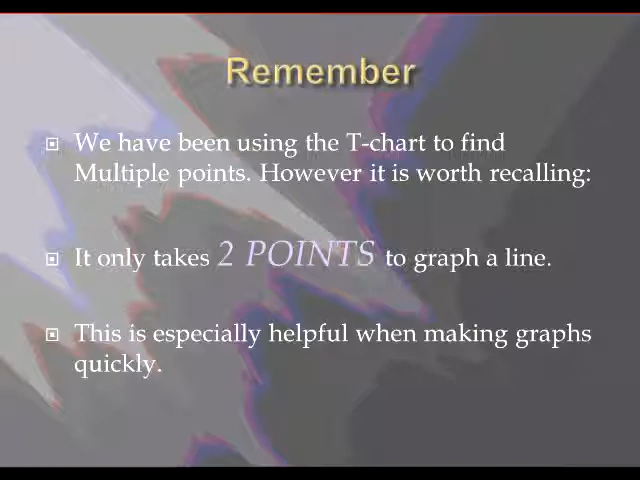 Remember
We have been using the T-chart to find
Multiple points. However it is worth recalling:
It only takes 2 POINTS to graph a line.
This is especially helpful when making graphs
quickly.